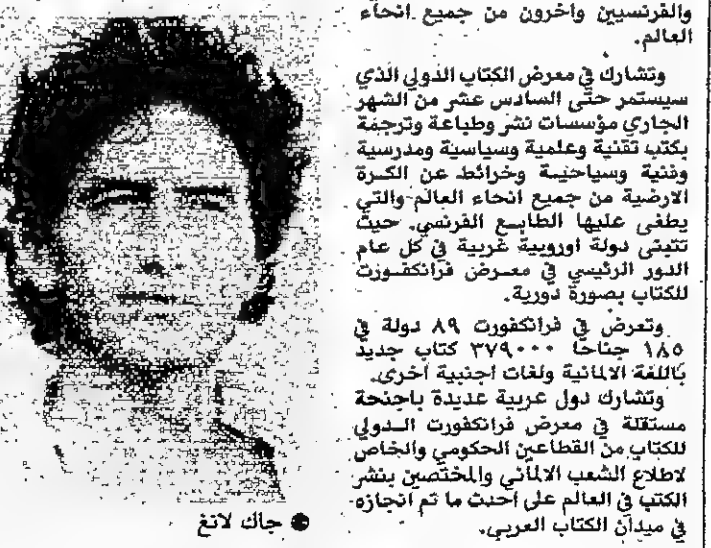 والفرنسيين واخرون من جميع انحاء
العالم.
وتشارك في معرض الكتاب الدولي الذي
سيستمر حتى السادس عشر من الشهر
الجاري مؤسسات نشر وطباعة وترجمة
بكتب تقنية وعلمية وسياسية ومدرسية
وفنية وسياحية وخرائط عن الكرة
الارضية من جميع انحاء العالم والتي
يطغى عليها الطابع الفرنسي. حيث
تتبنى دولة اوروبية غربية في كل عام
الدور الرئيسي في معرض فرانكفورت
للكتاب بصورة دورية.
وتعرض في فرانكفورت ٨٩ دولة في
١٨٥ جناحا ٣٧٩٠٠٠ كتاب جديد
باللغة الالمانية ولغات اجنبية اخرى.
وتشارك دول عربية عديدة باجنحة
مستقلة في معرض فرانكفورت الدولي
للكتاب من القطاعين الحكومي والخاص
لاطلاع الشعب الالماني والمختصين بنشر
الكتب في العالم على احدث ما تم انجازه
في ميدان الكتاب العربي.
● جاك لانغ